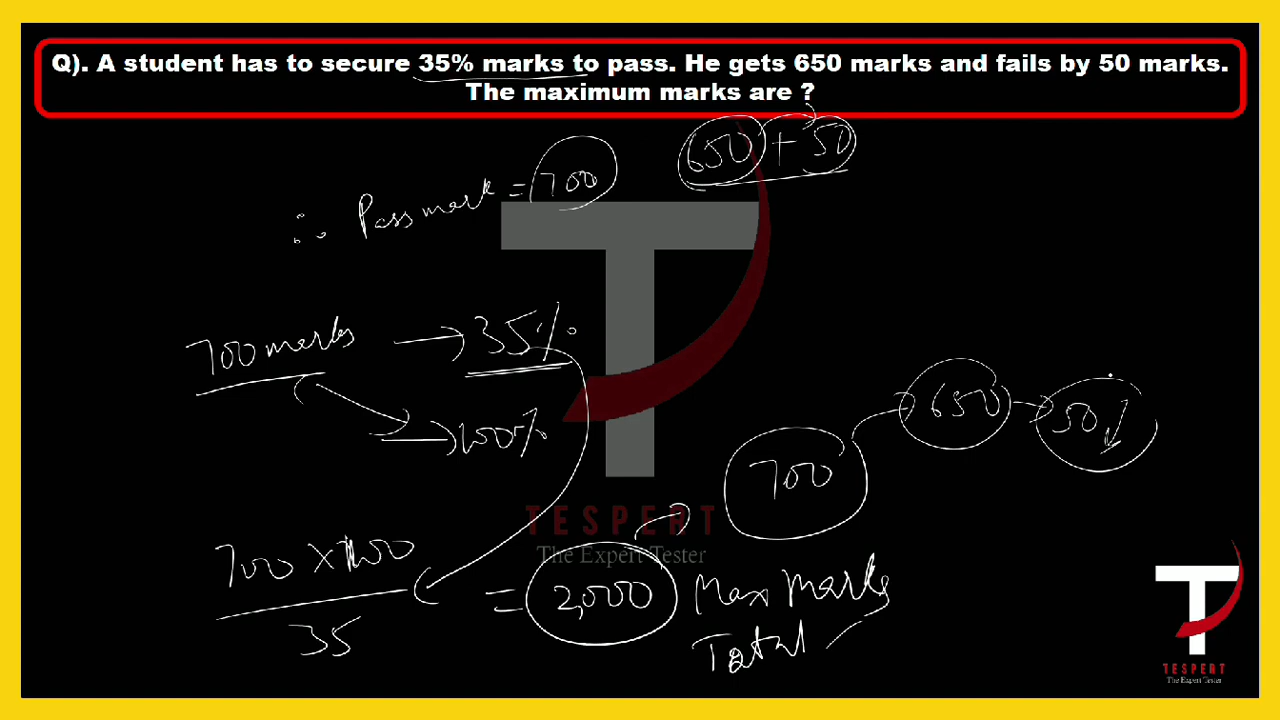 Q). A student has to secure 35% marks to pass. He gets 650 marks and fails by 50 marks.
The maximum marks are ?
650 + 50
∴ Pass mark = 700
700 marks → 35%
→ 100%
700 → 650 → 50↓
700 × 100
35
= 2,000 Max Marks
Total
TESPERT
The Expert Tester
TESPERT
The Expert Tester